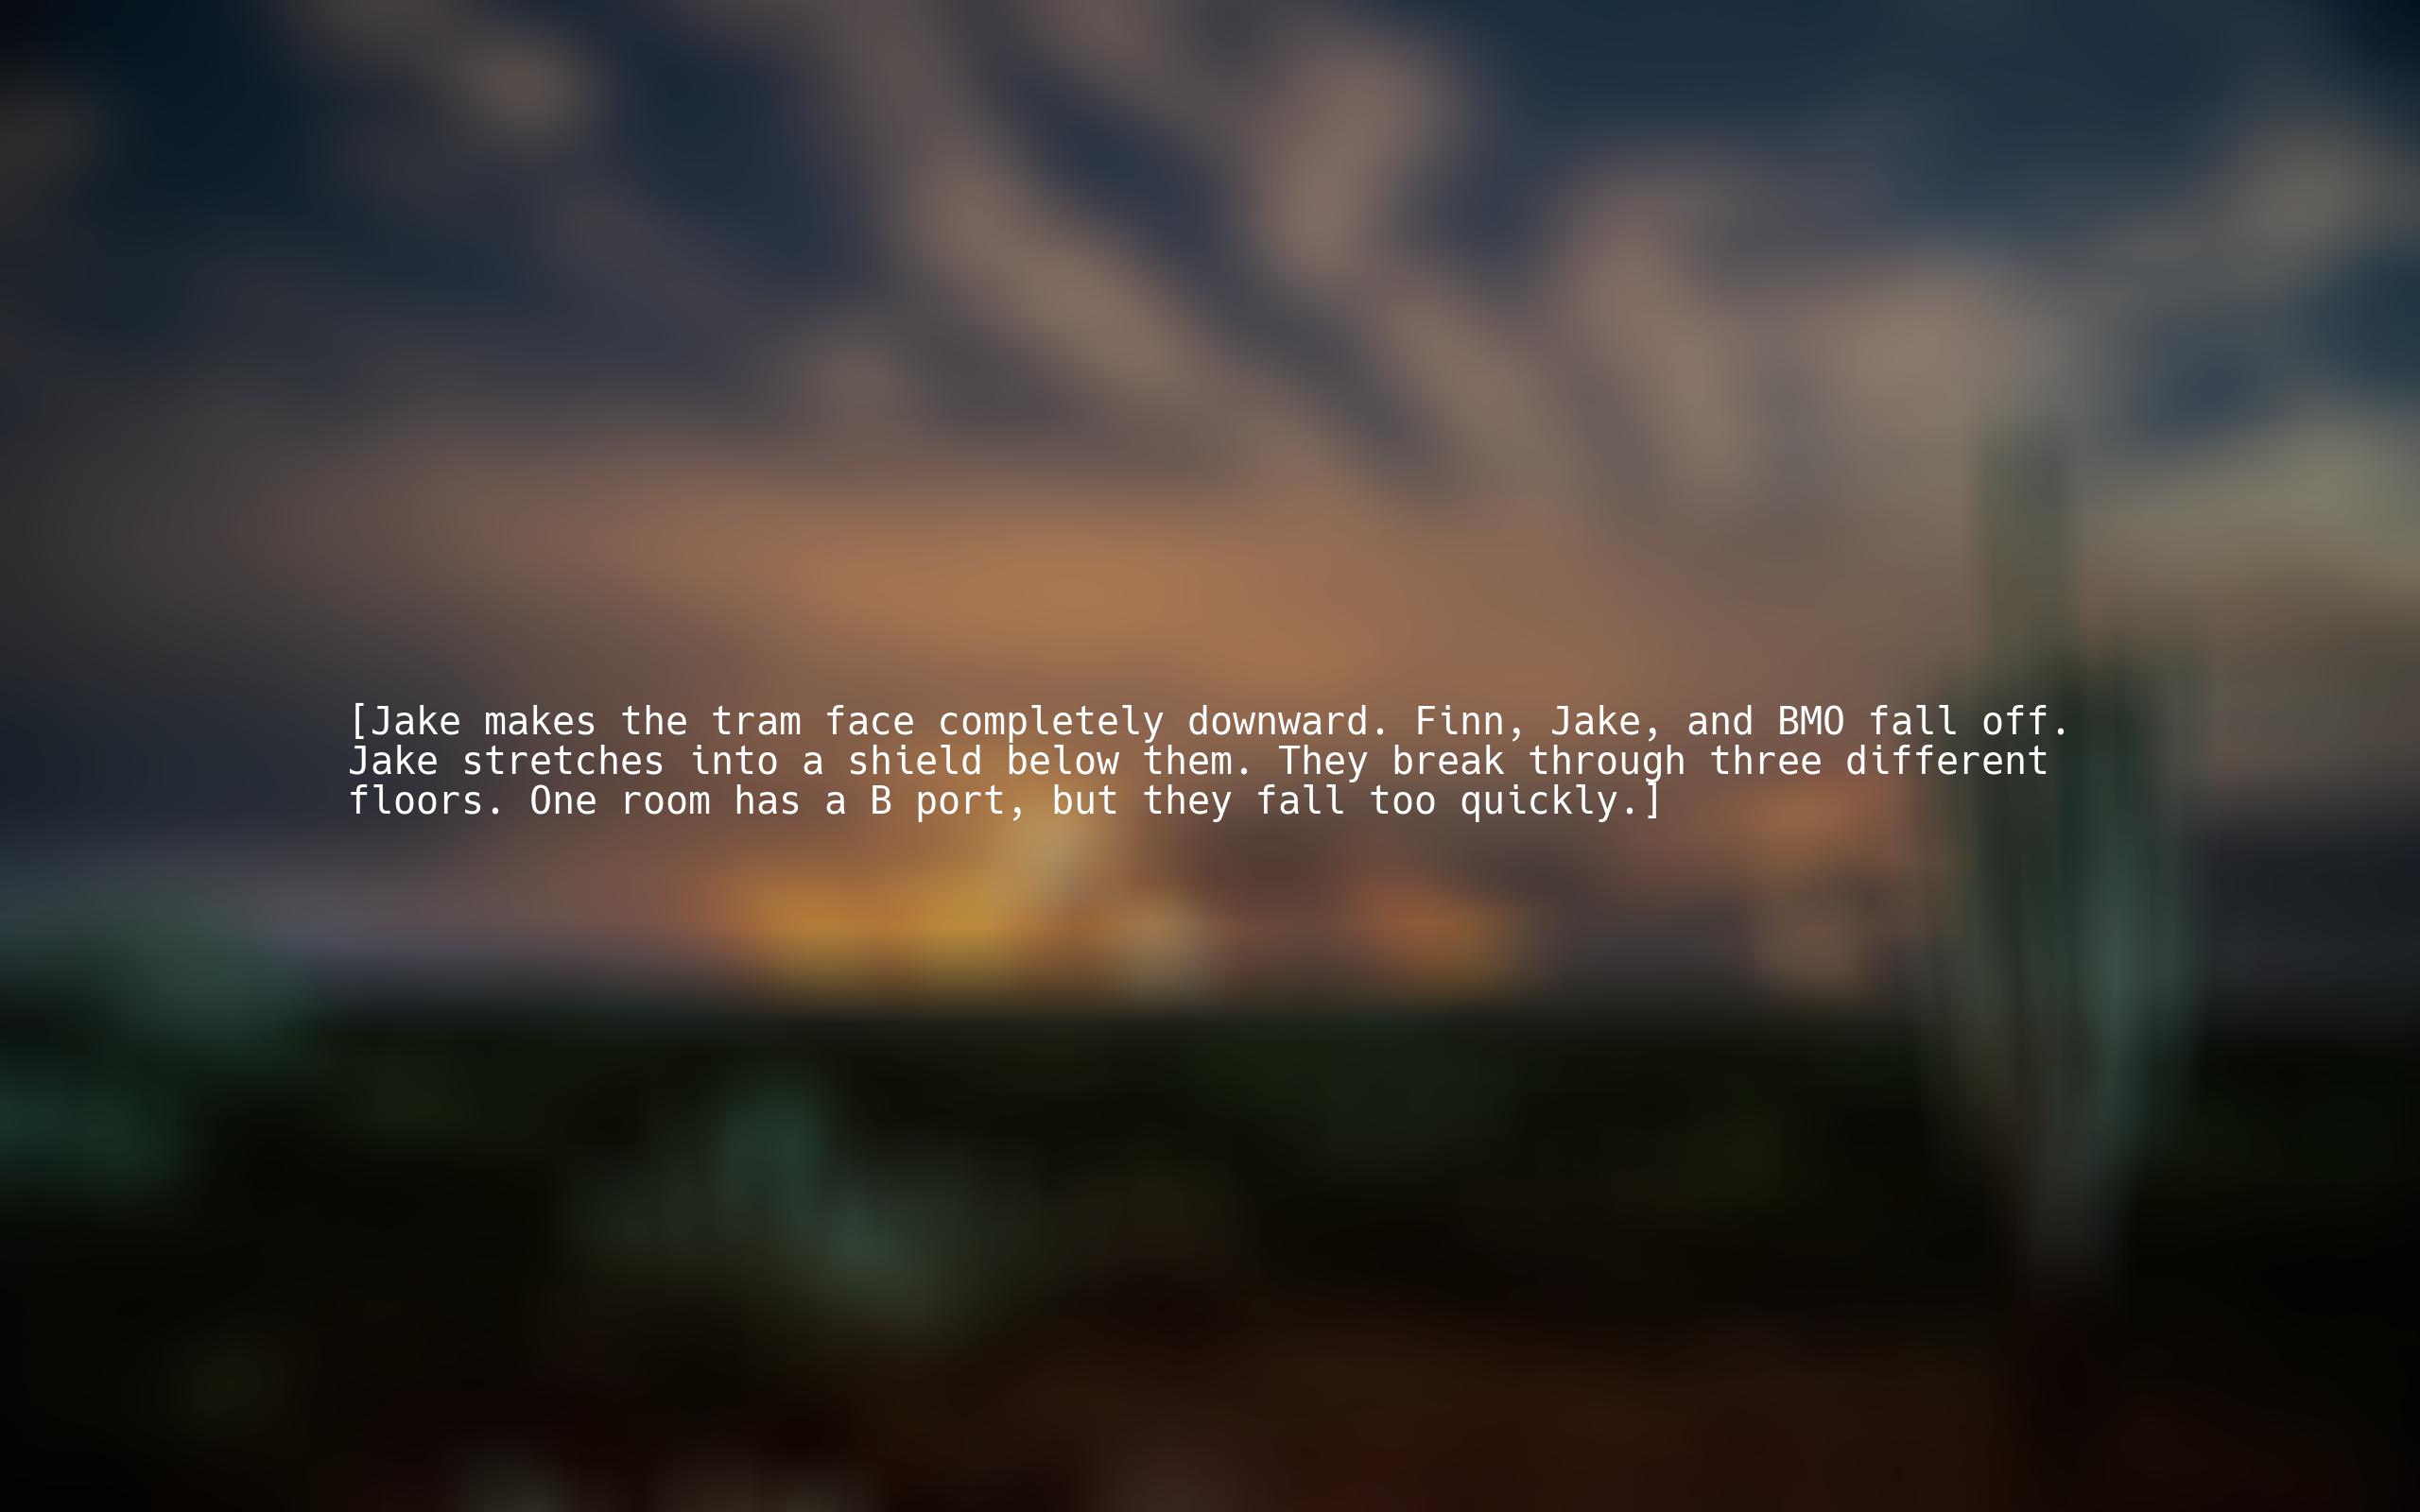 [Jake makes the tram face completely downward. Finn, Jake, and BMO fall off.
Jake stretches into a shield below them. They break through three different
floors. One room has a B port, but they fall too quickly.]